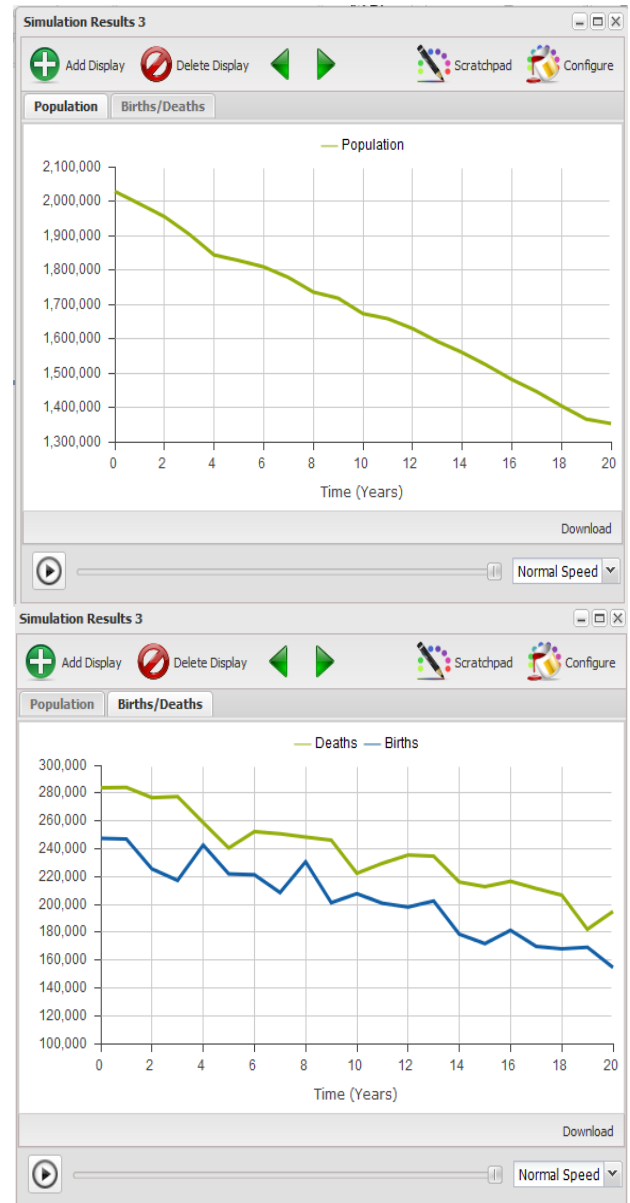 Simulation Results 3
Add Display Delete Display Scratchpad Configure
Population Births/Deaths
Population
2,100,000
2,000,000
1,900,000
1,800,000
1,700,000
1,600,000
1,500,000
1,400,000
1,300,000
0 2 4 6 8 10 12 14 16 18 20
Time (Years)
Download
Normal Speed
Simulation Results 3
Add Display Delete Display Scratchpad Configure
Population Births/Deaths
Deaths Births
300,000
280,000
260,000
240,000
220,000
200,000
180,000
160,000
140,000
120,000
100,000
0 2 4 6 8 10 12 14 16 18 20
Time (Years)
Download
Normal Speed